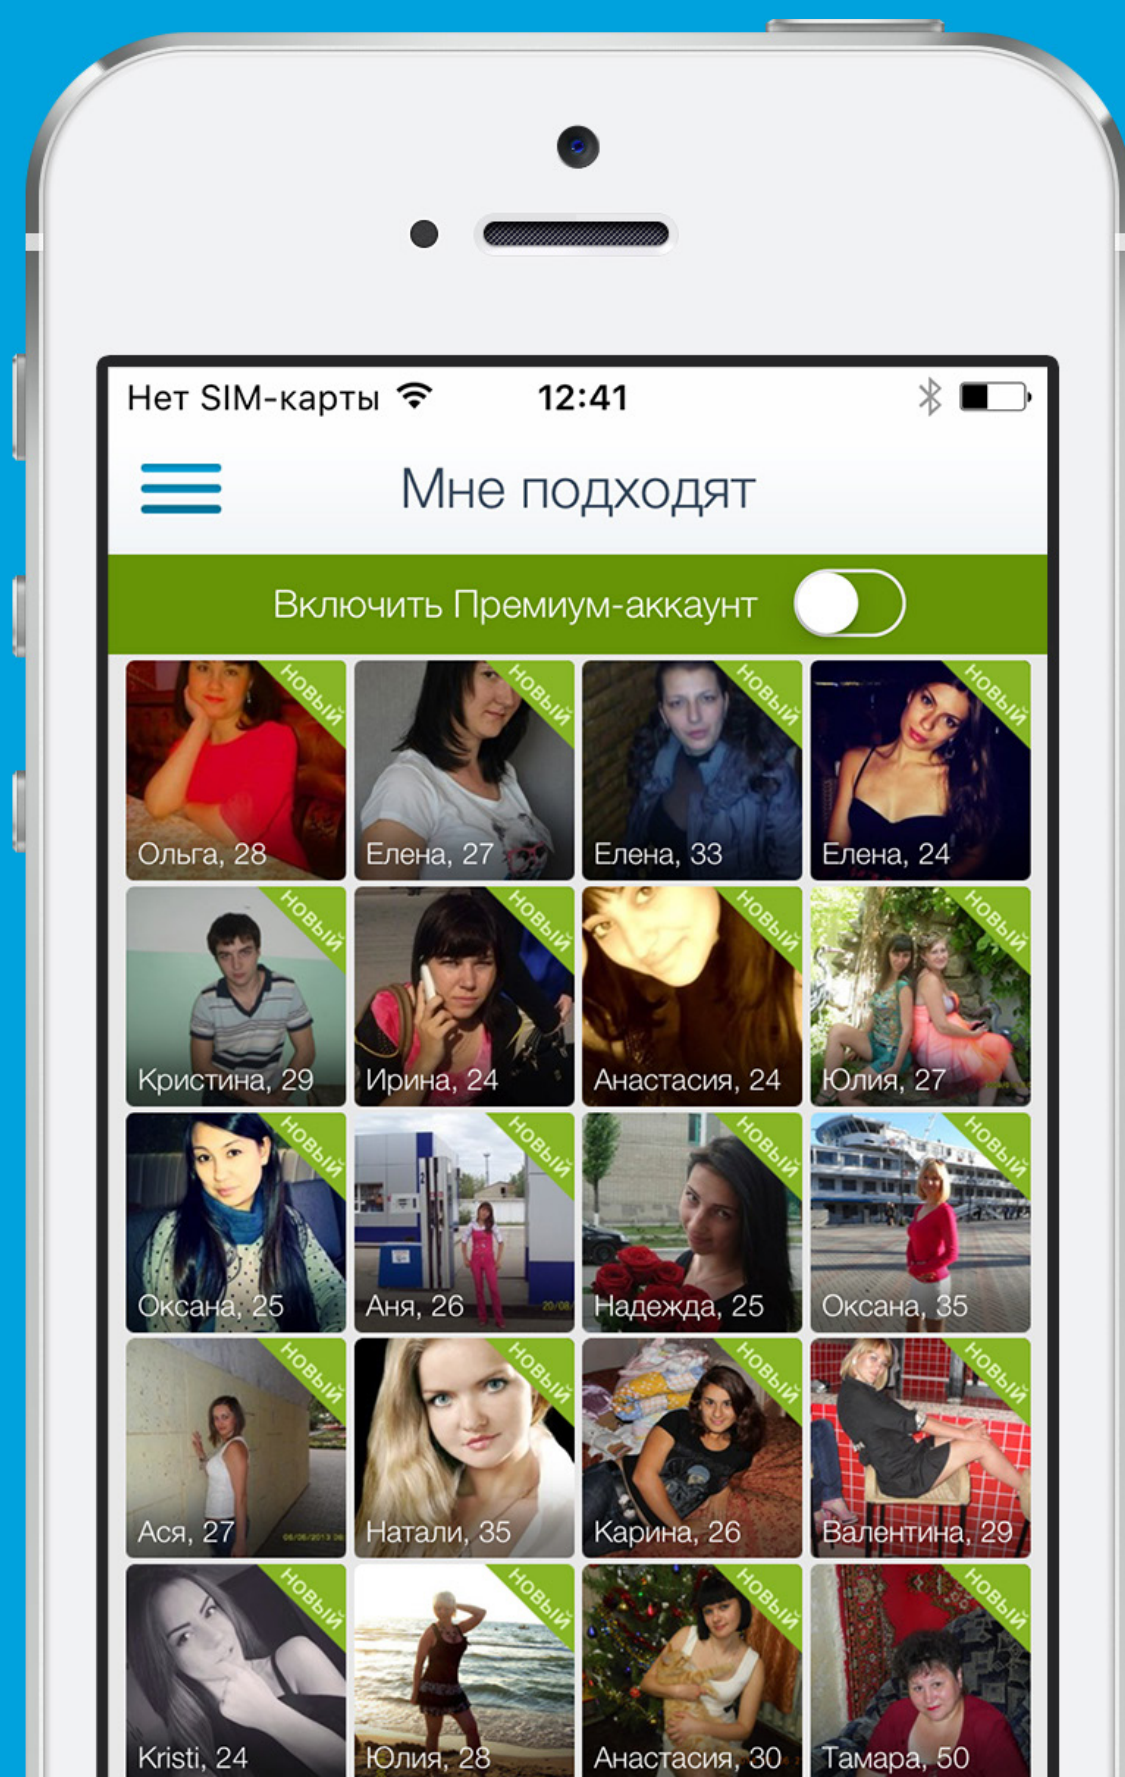 Нет SIM-карты 12:41
Мне подходят
Включить Премиум-аккаунт
НОВЫЙ НОВЫЙ НОВЫЙ НОВЫЙ
Ольга, 28 Елена, 27 Елена, 33 Елена, 24
НОВЫЙ НОВЫЙ НОВЫЙ НОВЫЙ
Кристина, 29 Ирина, 24 Анастасия, 24 Юлия, 27
НОВЫЙ НОВЫЙ НОВЫЙ НОВЫЙ
2
20/08/
Оксана, 25 Аня, 26 Надежда, 25 Оксана, 35
НОВЫЙ НОВЫЙ НОВЫЙ НОВЫЙ
Ася, 27 Натали, 35 Карина, 26 Валентина, 29
НОВЫЙ НОВЫЙ НОВЫЙ НОВЫЙ
Kristi, 24 Юлия, 28 Анастасия, 30 Тамара, 50